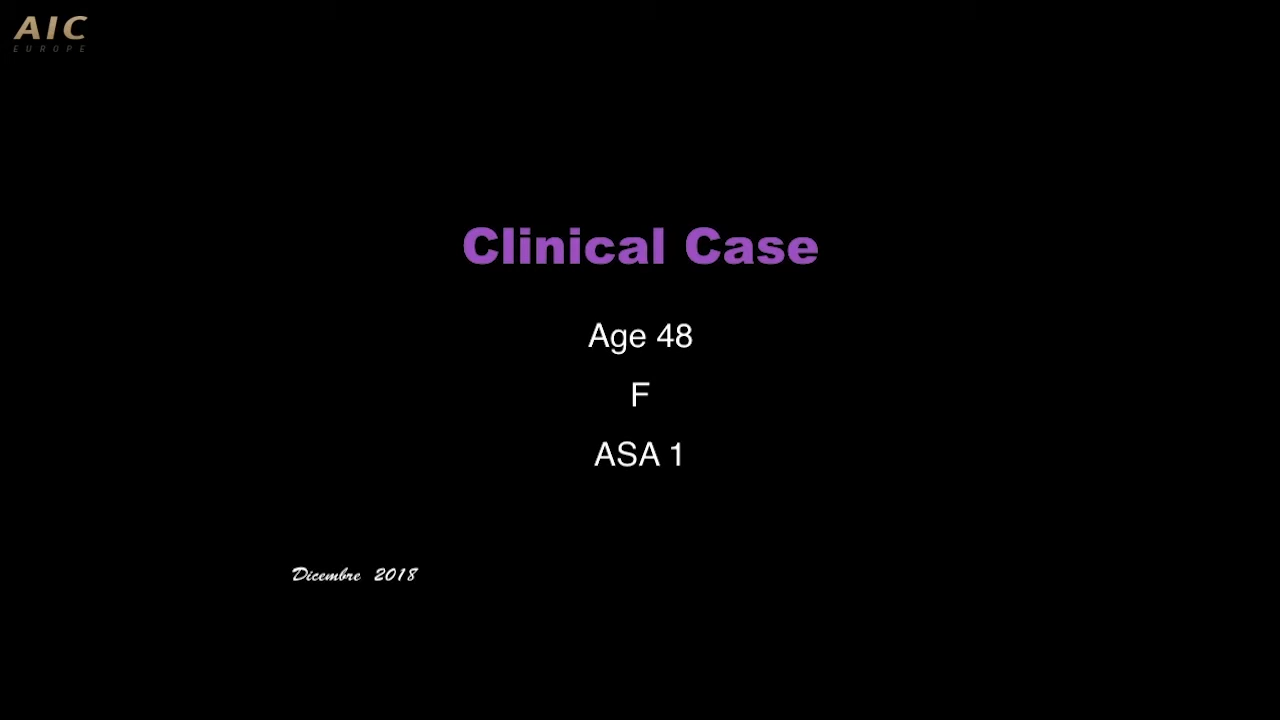 AIC
EUROPE
Clinical Case
Age 48
F
ASA 1
Dicembre 2018